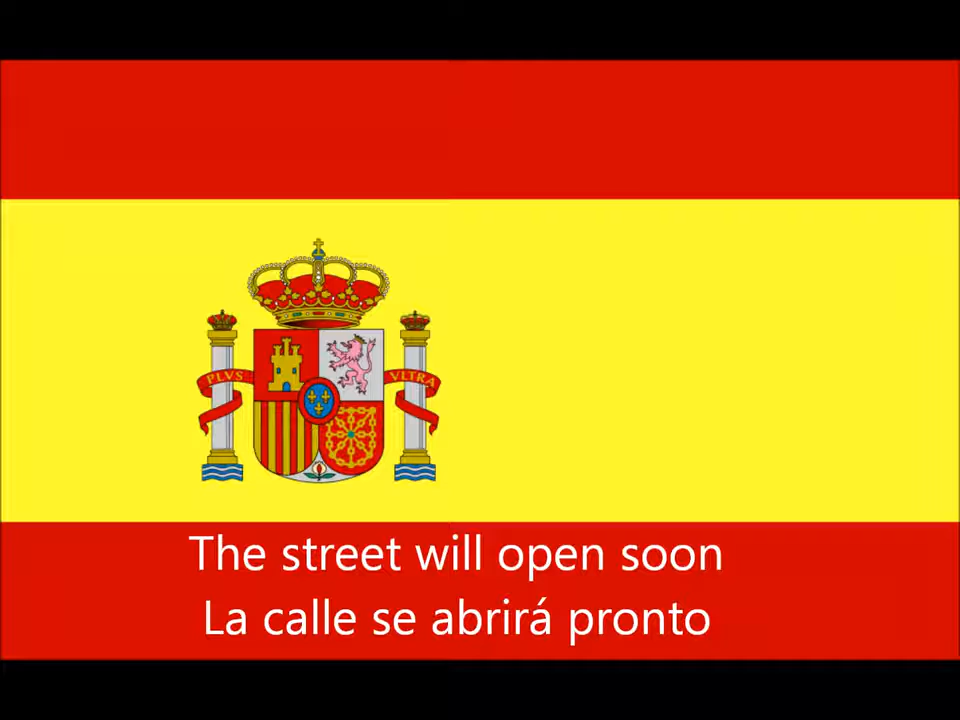 PLVS VLTRA
The street will open soon
La calle se abrirá pronto